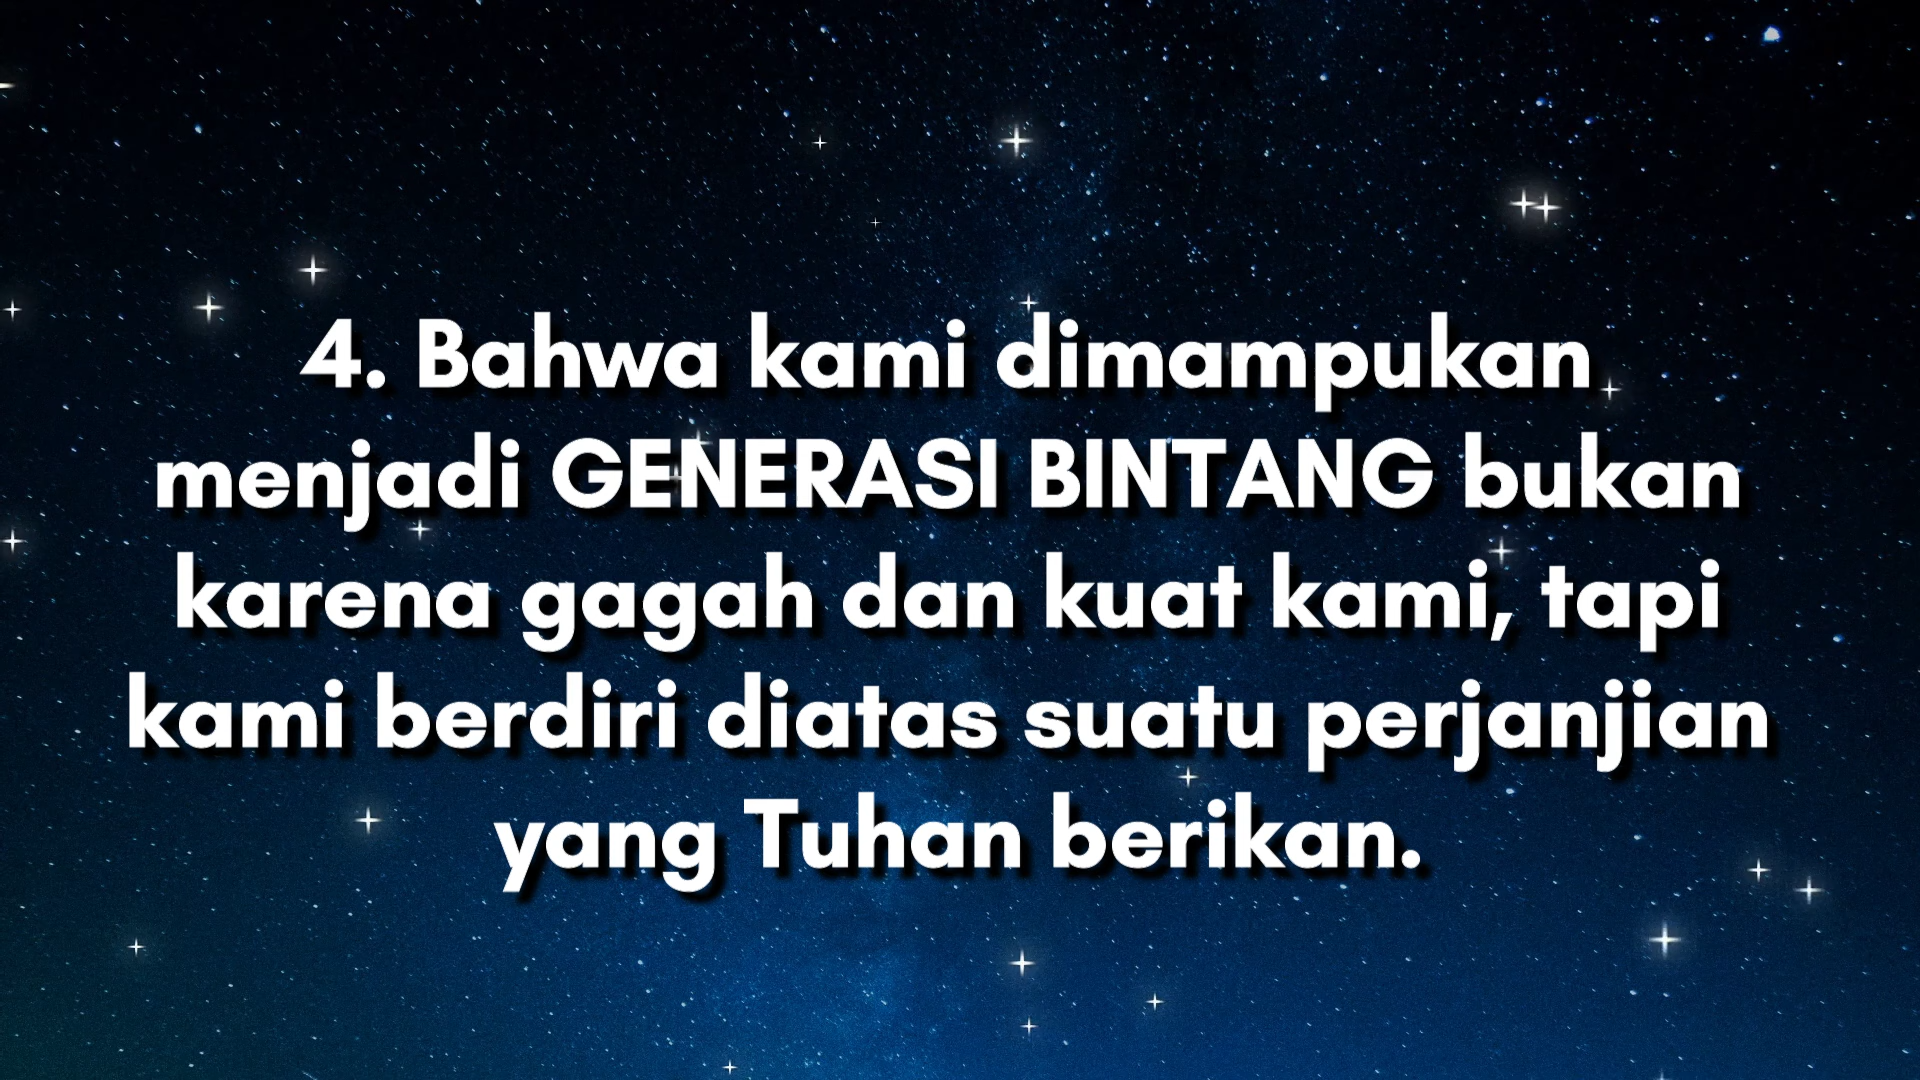 4. Bahwa kami dimampukan
menjadi GENERASI BINTANG bukan
karena gagah dan kuat kami, tapi
kami berdiri diatas suatu perjanjian
yang Tuhan berikan.